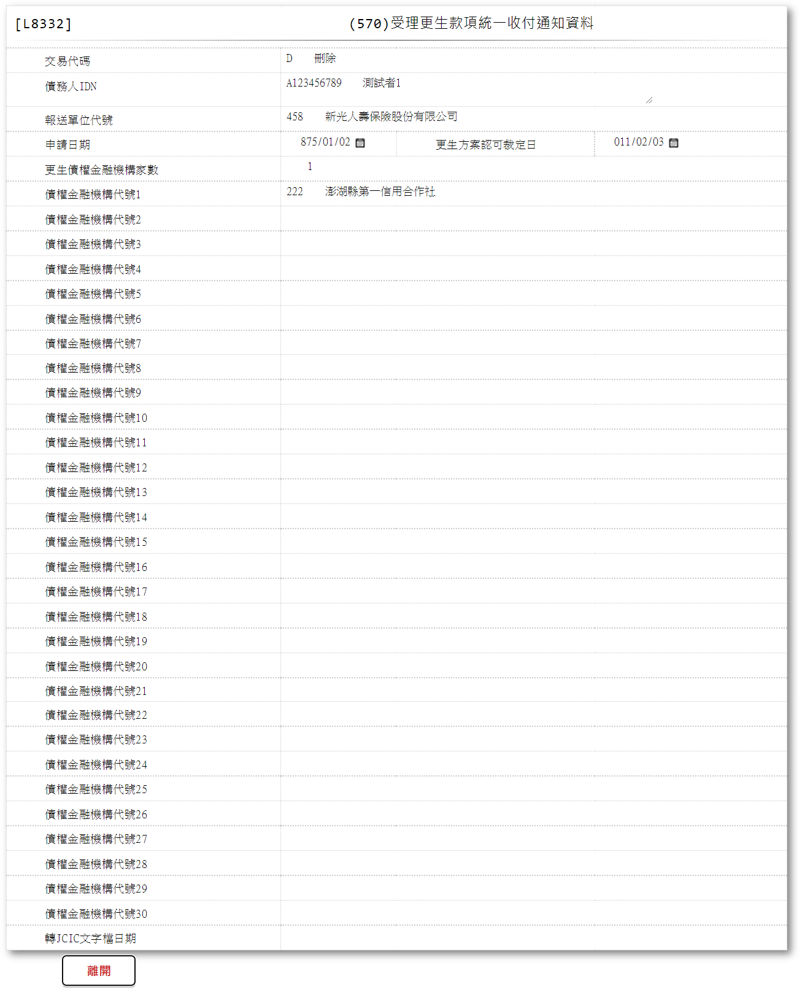 [L8332] (570)受理更生款項統一收付通知資料
交易代碼 D 刪除
債務人IDN A123456789 測試者1
報送單位代號 458 新光人壽保險股份有限公司
申請日期 875/01/02 更生方案認可裁定日 011/02/03
更生債權金融機構家數 1
債權金融機構代號1 222 澎湖縣第一信用合作社
債權金融機構代號2
債權金融機構代號3
債權金融機構代號4
債權金融機構代號5
債權金融機構代號6
債權金融機構代號7
債權金融機構代號8
債權金融機構代號9
債權金融機構代號10
債權金融機構代號11
債權金融機構代號12
債權金融機構代號13
債權金融機構代號14
債權金融機構代號15
債權金融機構代號16
債權金融機構代號17
債權金融機構代號18
債權金融機構代號19
債權金融機構代號20
債權金融機構代號21
債權金融機構代號22
債權金融機構代號23
債權金融機構代號24
債權金融機構代號25
債權金融機構代號26
債權金融機構代號27
債權金融機構代號28
債權金融機構代號29
債權金融機構代號30
轉JCIC文字檔日期
離開